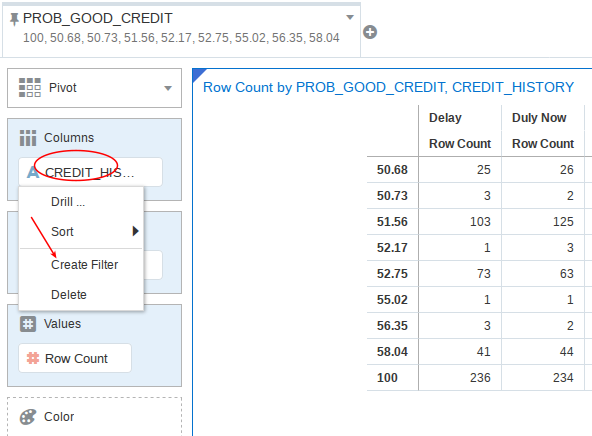 PROB_GOOD_CREDIT
100, 50.68, 50.73, 51.56, 52.17, 52.75, 55.02, 56.35, 58.04
Pivot
Columns
A CREDIT_HIS...
Drill ...
Sort
Create Filter
Delete
Values
# Row Count
Color
Row Count by PROB_GOOD_CREDIT, CREDIT_HISTORY
Delay Duly Now
Row Count Row Count
50.68 25 26
50.73 3 2
51.56 103 125
52.17 1 3
52.75 73 63
55.02 1 1
56.35 3 2
58.04 41 44
100 236 234